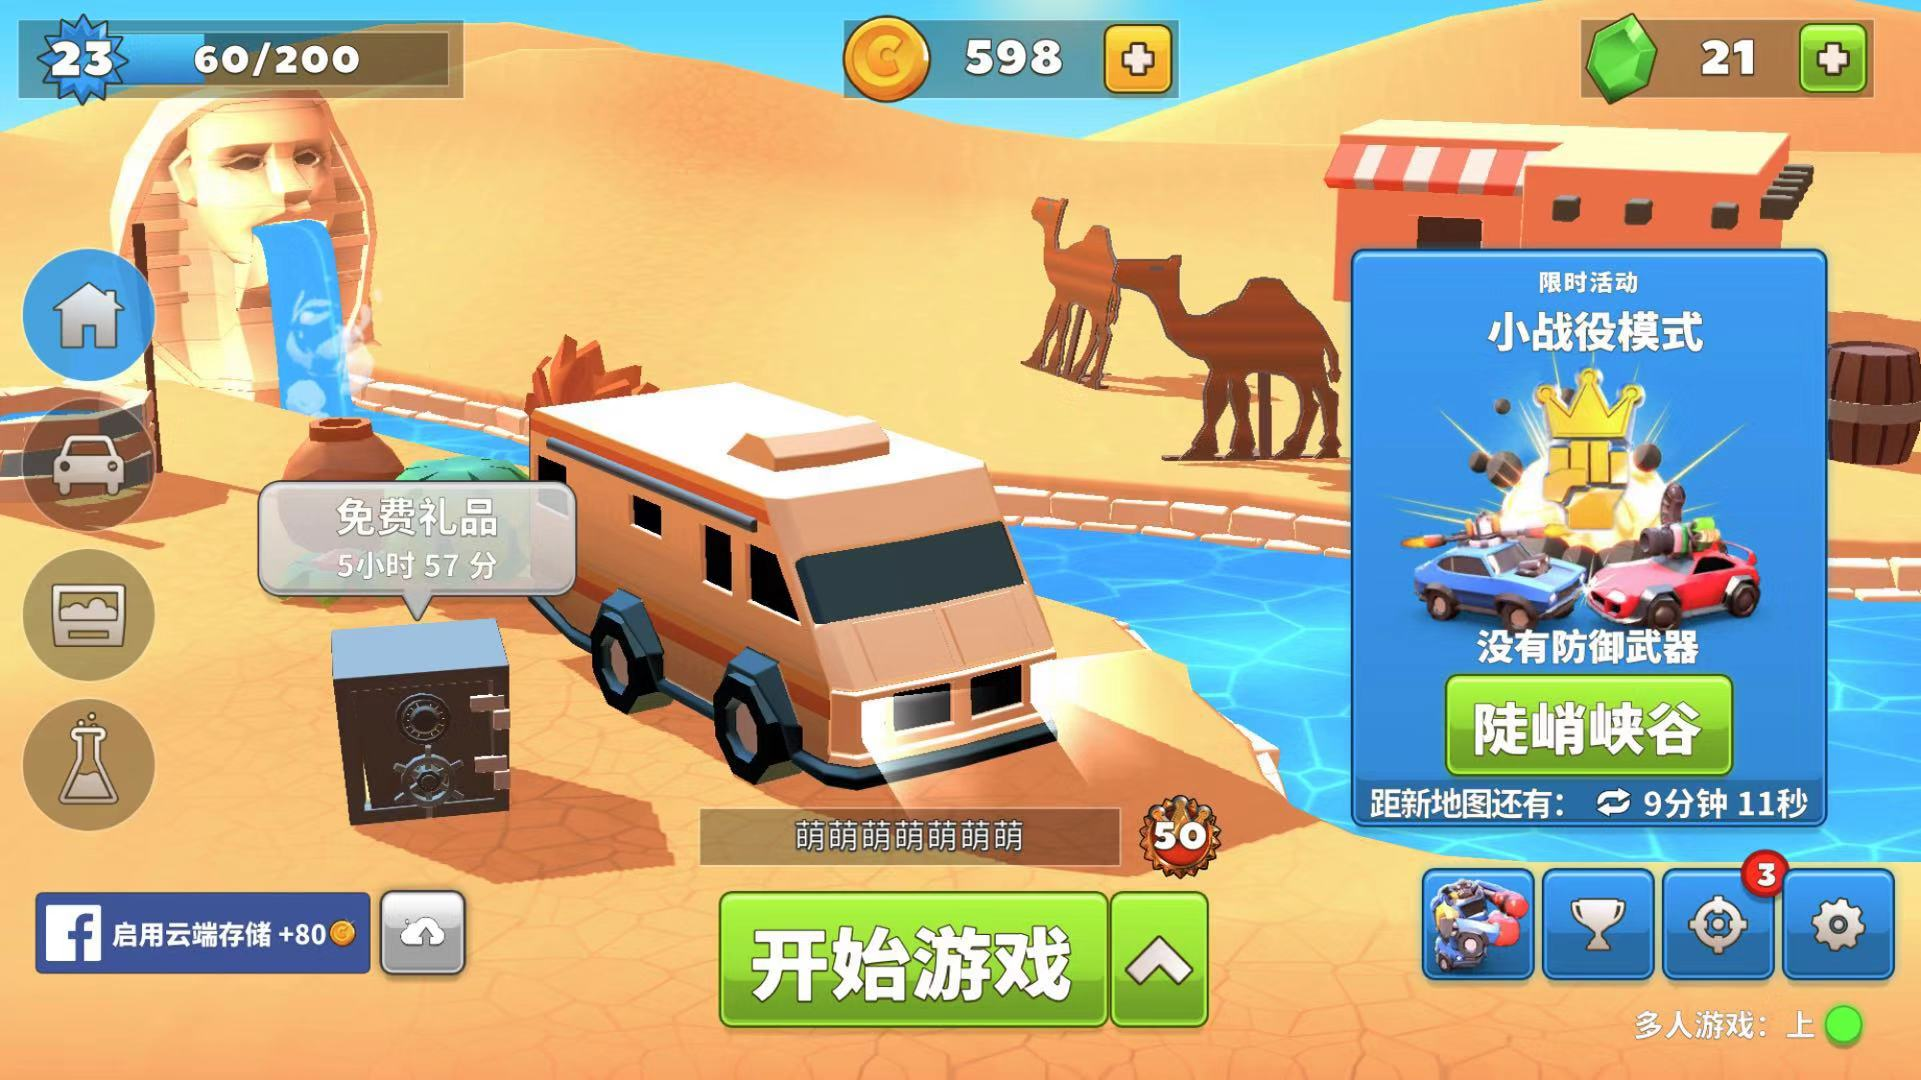 23
60/200
598
21
限时活动
小战役模式
没有防御武器
陡峭峡谷
距新地图还有： 9分钟 11秒
免费礼品
5小时 57 分
萌萌萌萌萌萌萌
50
启用云端存储 +80
开始游戏
3
多人游戏：上